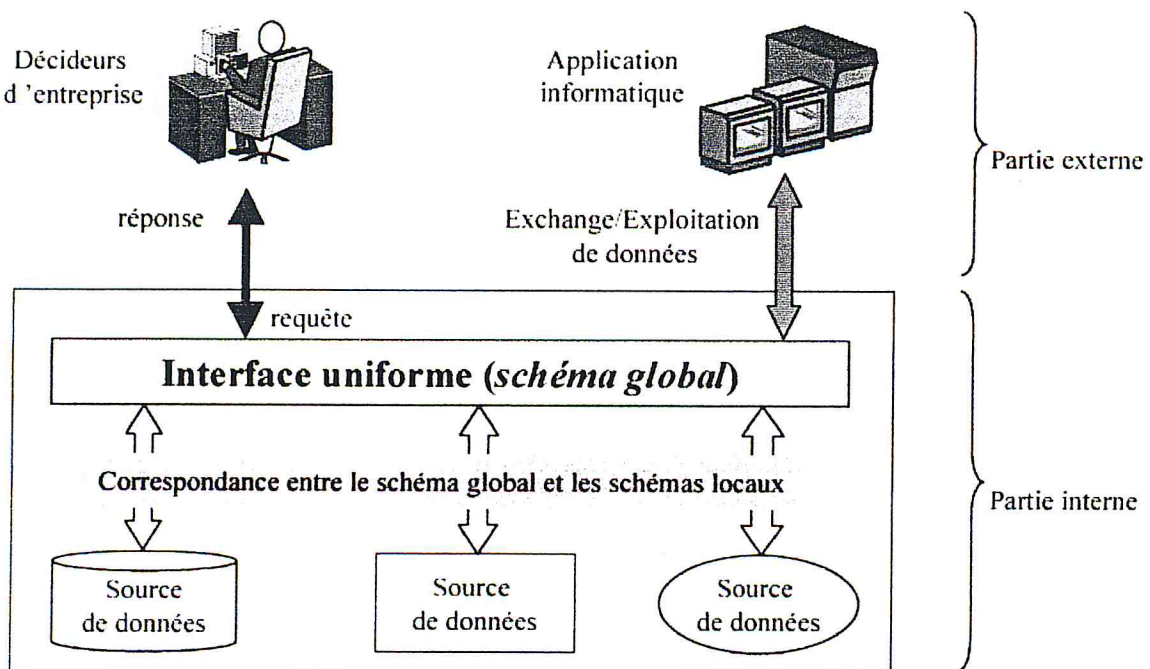 Décideurs
d 'entreprise
Application
informatique
Partie externe
réponse
Exchange/Exploitation
de données
requête
Interface uniforme (schéma global)
Correspondance entre le schéma global et les schémas locaux
Partie interne
Source
de données
Source
de données
Source
de données